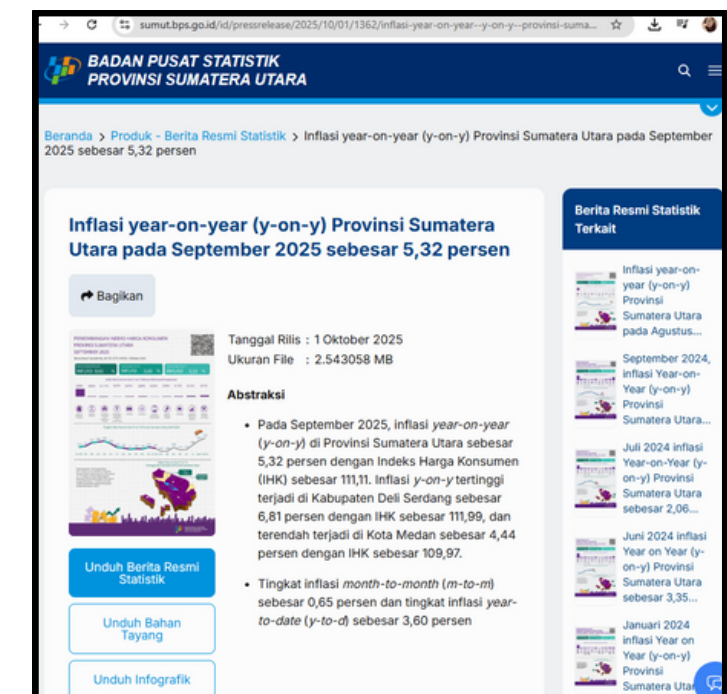 sumut.bps.go.id/id/pressrelease/2025/10/01/1362/inflasi-year-on-year--y-on-y--provinsi-suma...
BADAN PUSAT STATISTIK
PROVINSI SUMATERA UTARA
Beranda > Produk - Berita Resmi Statistik > Inflasi year-on-year (y-on-y) Provinsi Sumatera Utara pada September
2025 sebesar 5,32 persen
Inflasi year-on-year (y-on-y) Provinsi Sumatera
Utara pada September 2025 sebesar 5,32 persen
Bagikan
PERKEMBANGAN INDEKS HARGA KONSUMEN
PROVINSI SUMATERA UTARA
SEPTEMBER 2025
Tanggal Rilis : 1 Oktober 2025
Ukuran File : 2.543058 MB
Abstraksi
• Pada September 2025, inflasi year-on-year
(y-on-y) di Provinsi Sumatera Utara sebesar
5,32 persen dengan Indeks Harga Konsumen
(IHK) sebesar 111,11. Inflasi y-on-y tertinggi
terjadi di Kabupaten Deli Serdang sebesar
6,81 persen dengan IHK sebesar 111,99, dan
terendah terjadi di Kota Medan sebesar 4,44
persen dengan IHK sebesar 109,97.
• Tingkat inflasi month-to-month (m-to-m)
sebesar 0,65 persen dan tingkat inflasi year-
to-date (y-to-d) sebesar 3,60 persen
Unduh Berita Resmi
Statistik
Unduh Bahan
Tayang
Unduh Infografik
Berita Resmi Statistik
Terkait
Inflasi year-on-
year (y-on-y)
Provinsi
Sumatera Utara
pada Agustus...
September 2024,
inflasi Year-on-
Year (y-on-y)
Provinsi
Sumatera Utara...
Juli 2024 inflasi
Year-on-Year (y-
on-y) Provinsi
Sumatera Utara
sebesar 2,06...
Juni 2024 inflasi
Year on Year (y-
on-y) Provinsi
Sumatera Utara
sebesar 3,35...
Januari 2024
inflasi Year on
Year (y-on-y)
Provinsi
Sumatera